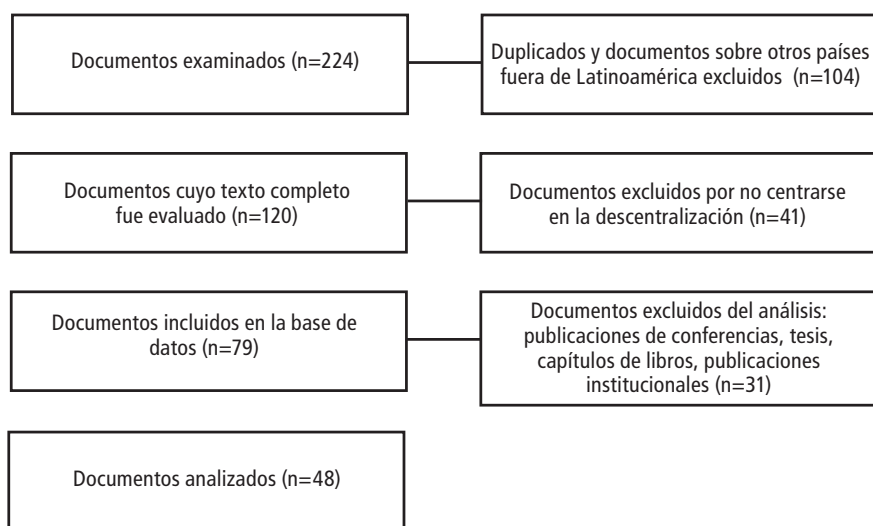 Documentos examinados (n=224)
Duplicados y documentos sobre otros países
fuera de Latinoamérica excluidos (n=104)
Documentos cuyo texto completo
fue evaluado (n=120)
Documentos excluidos por no centrarse
en la descentralización (n=41)
Documentos incluidos en la base de
datos (n=79)
Documentos excluidos del análisis:
publicaciones de conferencias, tesis,
capítulos de libros, publicaciones
institucionales (n=31)
Documentos analizados (n=48)